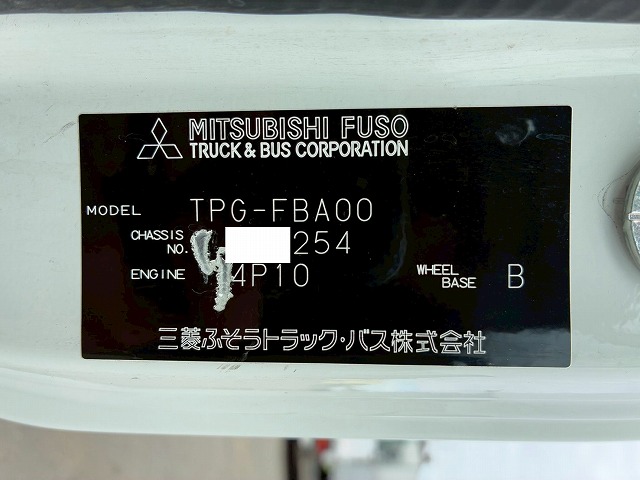 MITSUBISHI FUSO
TRUCK & BUS CORPORATION
MODEL TPG-FBA00
CHASSIS NO. 254
ENGINE 4P10 WHEEL BASE B
三菱ふそうトラック・バス株式会社